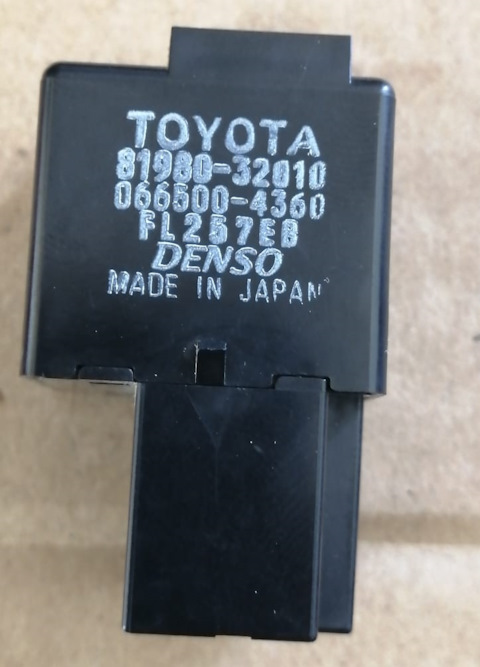 TOYOTA
81980-32010
066500-4360
FL257EB
DENSO
MADE IN JAPAN